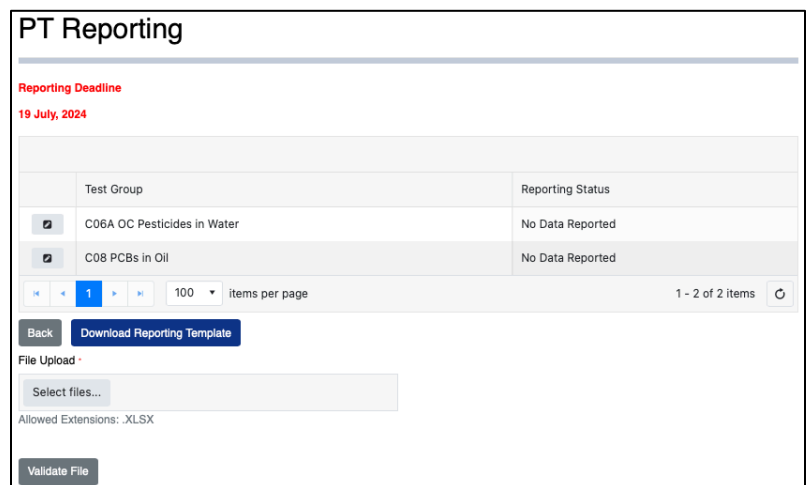 PT Reporting
Reporting Deadline
19 July, 2024
Test Group Reporting Status
C06A OC Pesticides in Water No Data Reported
C08 PCBs in Oil No Data Reported
1 100 items per page 1 - 2 of 2 items
Back Download Reporting Template
File Upload *
Select files...
Allowed Extensions: .XLSX
Validate File